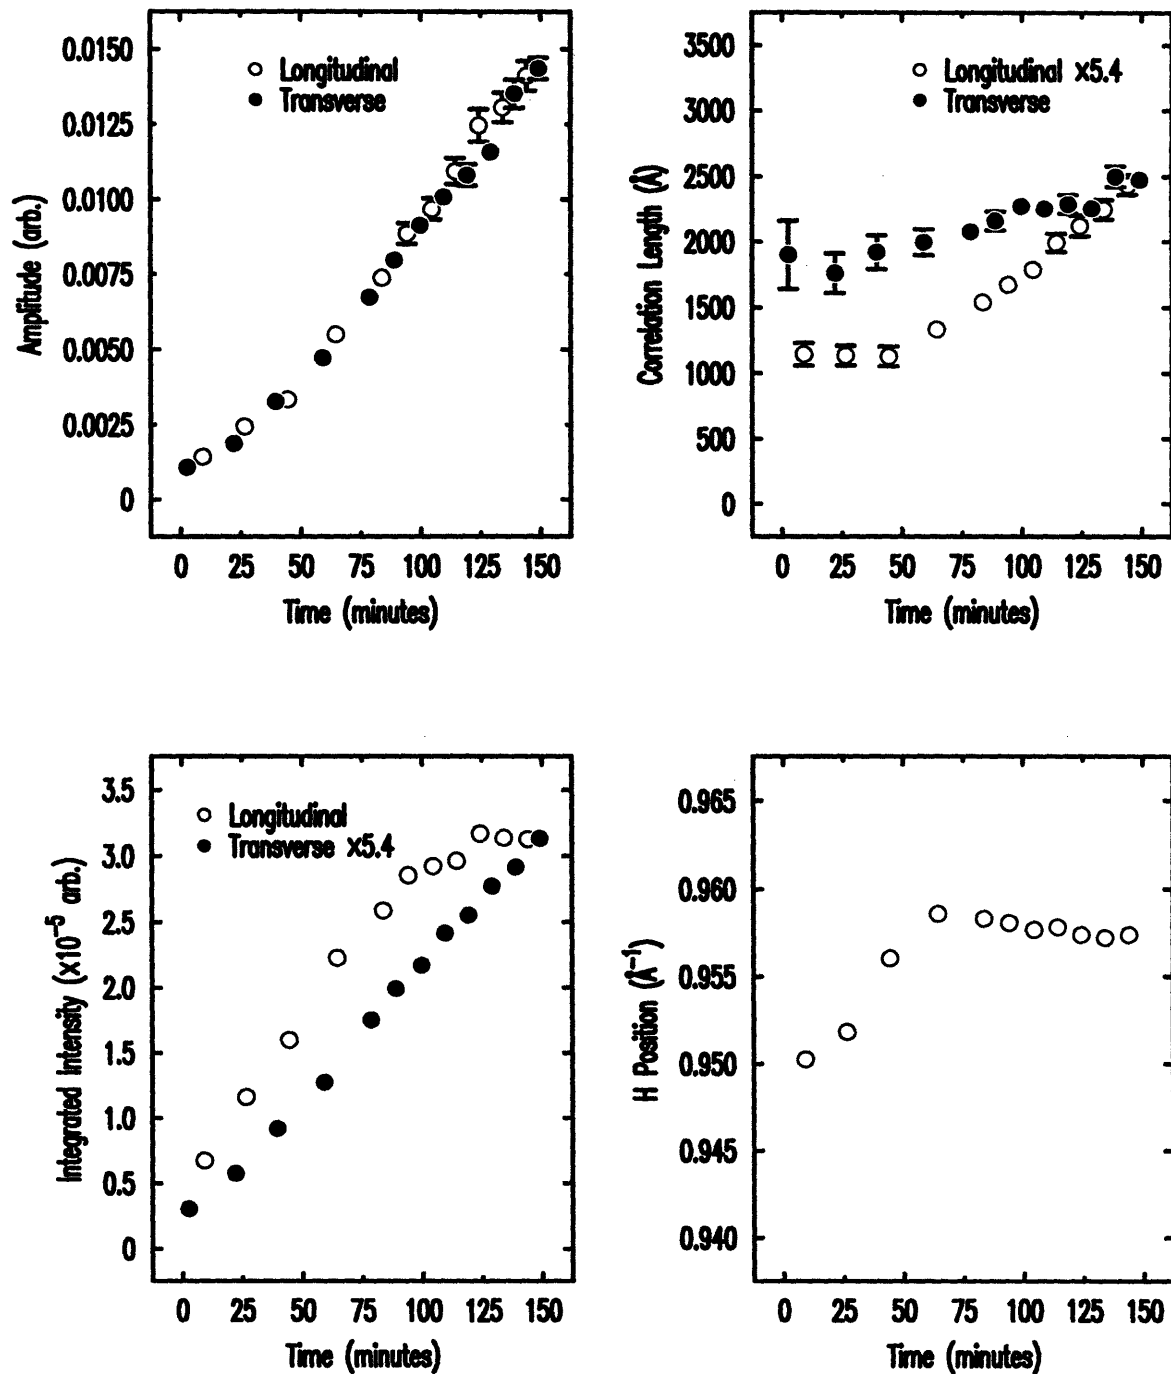 0.0150
0.0125
0.0100
0.0075
0.0050
0.0025
0
Amplitude (arb.)
Longitudinal
Transverse
0 25 50 75 100 125 150
Time (minutes)
3500
3000
2500
2000
1500
1000
500
0
Correlation Length (Å)
Longitudinal ×5.4
Transverse
0 25 50 75 100 125 150
Time (minutes)
3.5
3.0
2.5
2.0
1.5
1.0
0.5
0
Integrated Intensity (×10⁻⁵ arb.)
Longitudinal
Transverse ×5.4
0 25 50 75 100 125 150
Time (minutes)
0.965
0.960
0.955
0.950
0.945
0.940
H Position (Å⁻¹)
0 25 50 75 100 125 150
Time (minutes)